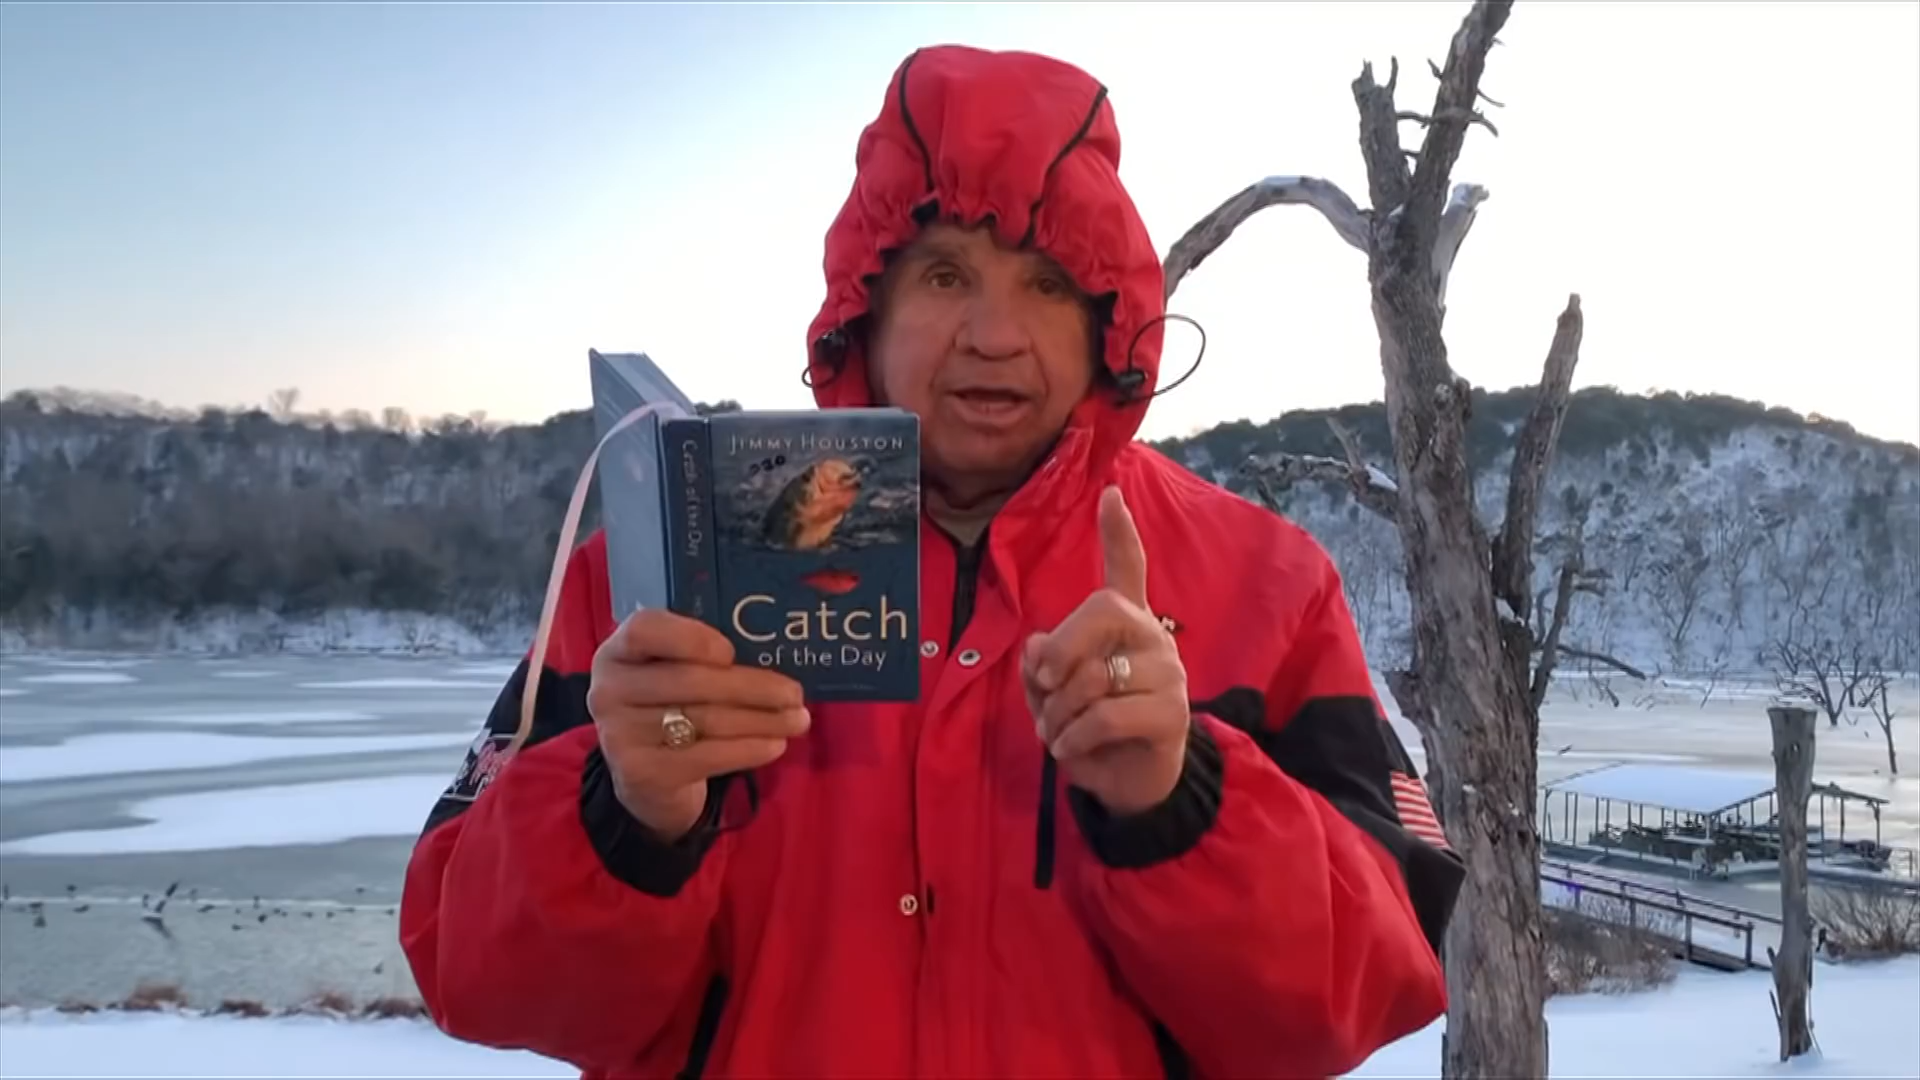 JIMMY HOUSTON
Catch
of the Day
Catch of the Day